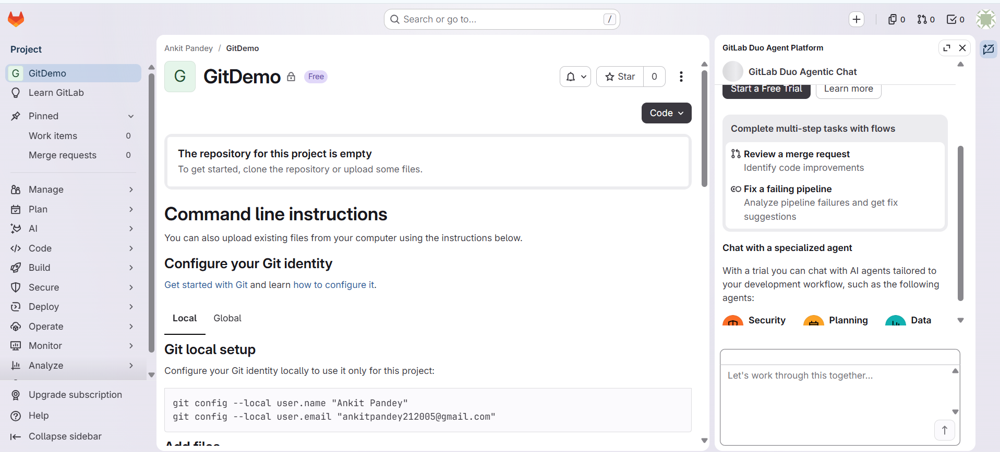 Search or go to...
/
0
0
0
Project
G GitDemo
Learn GitLab
Pinned
Work items 0
Merge requests 0
Manage
Plan
AI
Code
Build
Secure
Deploy
Operate
Monitor
Analyze
Upgrade subscription
Help
Collapse sidebar
Ankit Pandey / GitDemo
G GitDemo Free
Star 0
Code
The repository for this project is empty
To get started, clone the repository or upload some files.
Command line instructions
You can also upload existing files from your computer using the instructions below.
Configure your Git identity
Get started with Git and learn how to configure it.
Local Global
Git local setup
Configure your Git identity locally to use it only for this project:
git config --local user.name "Ankit Pandey"
git config --local user.email "ankitpandey212005@gmail.com"
Add files
GitLab Duo Agent Platform
GitLab Duo Agentic Chat
Start a Free Trial Learn more
Complete multi-step tasks with flows
Review a merge request
Identify code improvements
Fix a failing pipeline
Analyze pipeline failures and get fix
suggestions
Chat with a specialized agent
With a trial you can chat with AI agents tailored to
your development workflow, such as the following
agents:
Security Planning Data
Let's work through this together...